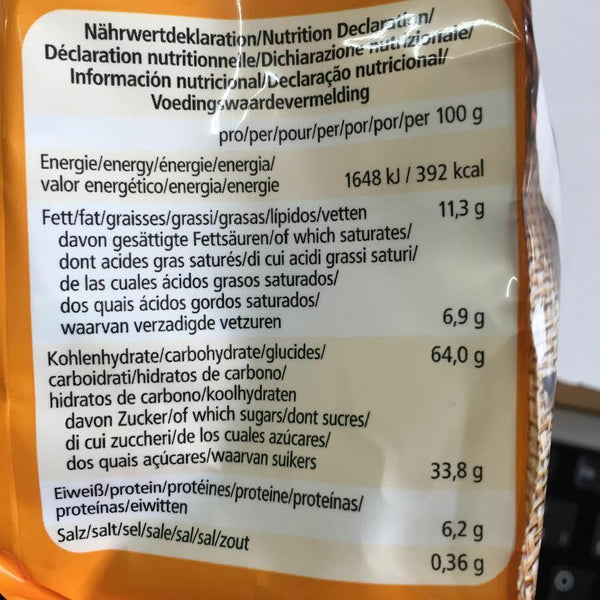 Nährwertdeklaration/Nutrition Declaration/
Déclaration nutritionnelle/Dichiarazione nutrizionale/
Información nutricional/Declaração nutricional/
Voedingswaardevermelding
pro/per/pour/per/por/por/per 100 g
Energie/energy/énergie/energia/
valor energético/energia/energie 1648 kJ / 392 kcal
Fett/fat/graisses/grassi/grasas/lípidos/vetten 11,3 g
davon gesättigte Fettsäuren/of which saturates/
dont acides gras saturés/di cui acidi grassi saturi/
de las cuales ácidos grasos saturados/
dos quais ácidos gordos saturados/
waarvan verzadigde vetzuren 6,9 g
Kohlenhydrate/carbohydrate/glucides/ 64,0 g
carboidrati/hidratos de carbono/
hidratos de carbono/koolhydraten
davon Zucker/of which sugars/dont sucres/
di cui zuccheri/de los cuales azúcares/
dos quais açúcares/waarvan suikers 33,8 g
Eiweiß/protein/protéines/proteine/proteínas/
proteínas/eiwitten 6,2 g
Salz/salt/sel/sale/sal/sal/zout 0,36 g